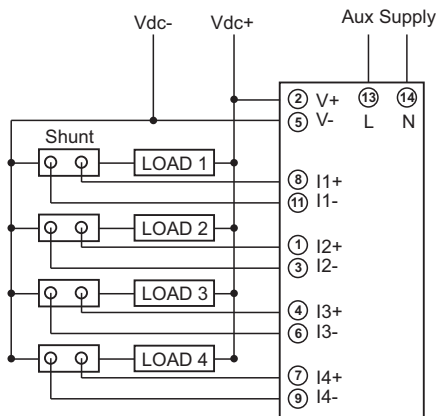 Vdc- Vdc+ Aux Supply
2 V+ 13 14
5 V- L N
Shunt
LOAD 1
8 I1+
11 I1-
LOAD 2
1 I2+
3 I2-
LOAD 3
4 I3+
6 I3-
LOAD 4
7 I4+
9 I4-